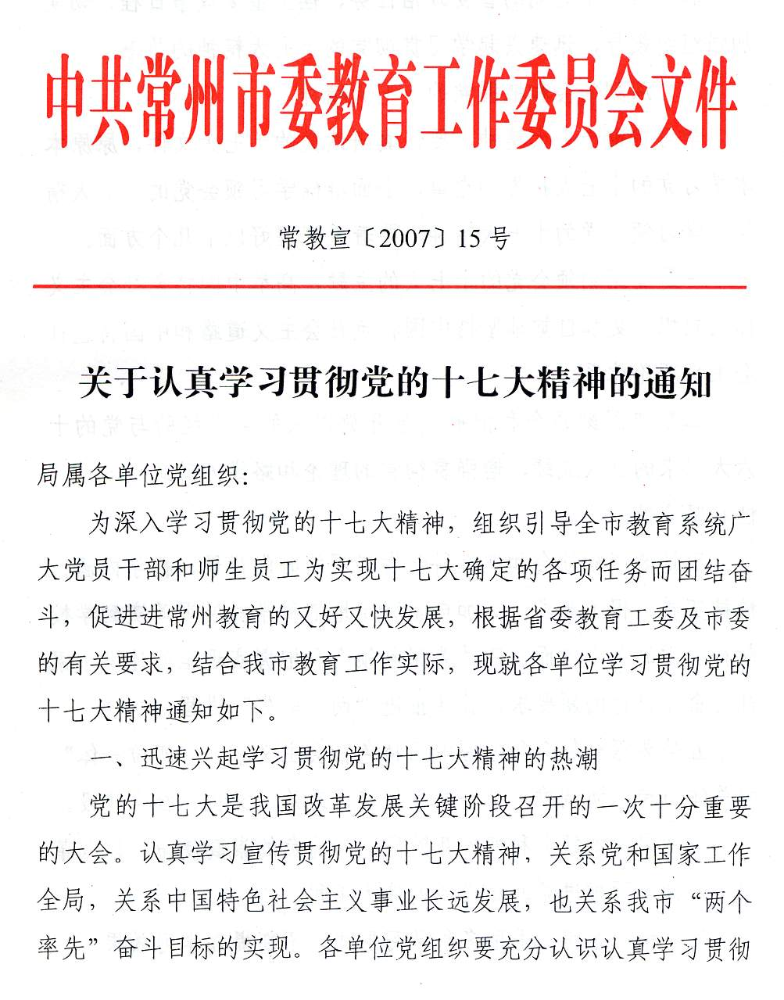 中共常州市委教育工作委员会文件
常教宣〔2007〕15号
关于认真学习贯彻党的十七大精神的通知
局属各单位党组织：
为深入学习贯彻党的十七大精神，组织引导全市教育系统广
大党员干部和师生员工为实现十七大确定的各项任务而团结奋
斗，促进进常州教育的又好又快发展，根据省委教育工委及市委
的有关要求，结合我市教育工作实际，现就各单位学习贯彻党的
十七大精神通知如下。
一、迅速兴起学习贯彻党的十七大精神的热潮
党的十七大是我国改革发展关键阶段召开的一次十分重要
的大会。认真学习宣传贯彻党的十七大精神，关系党和国家工作
全局，关系中国特色社会主义事业长远发展，也关系我市“两个
率先”奋斗目标的实现。各单位党组织要充分认识认真学习贯彻